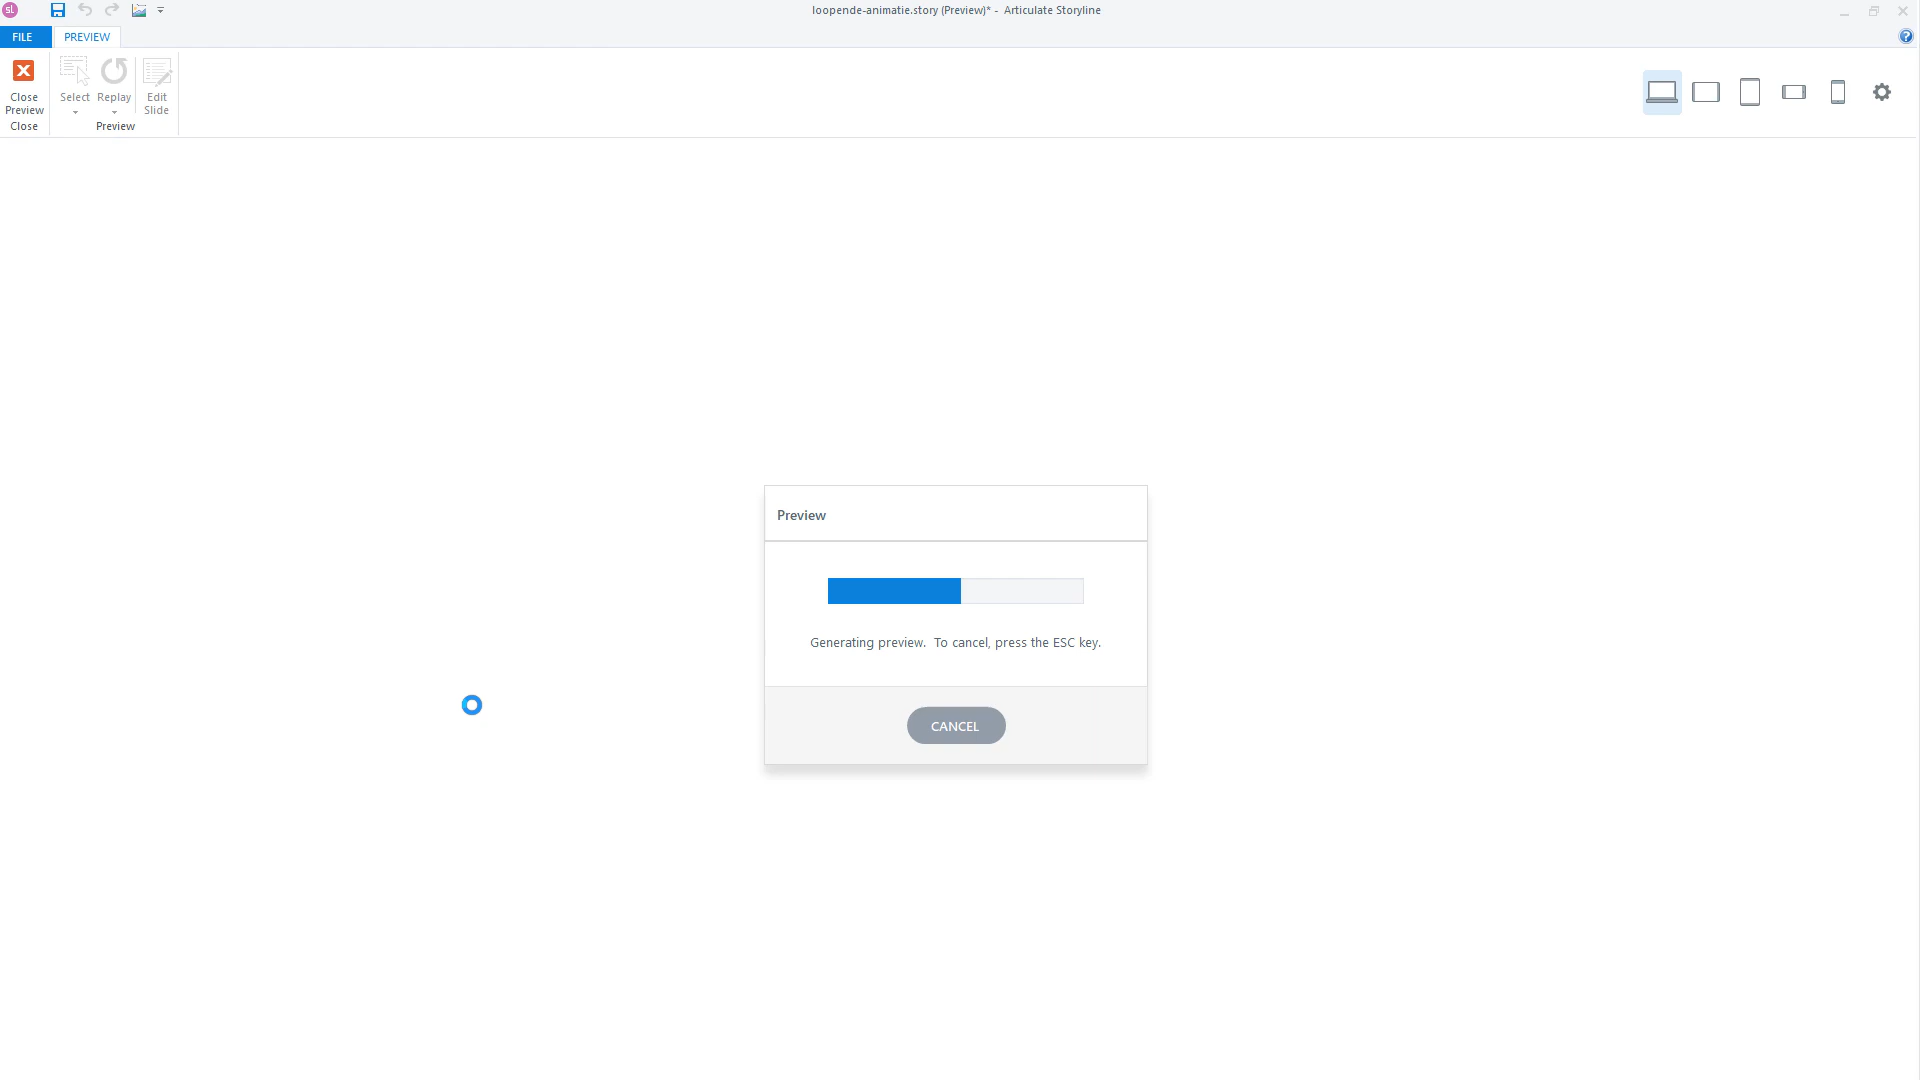 sL
loopende-animatie.story (Preview)* - Articulate Storyline
FILE
PREVIEW
?
Close
Preview
Select
Replay
Edit
Slide
Close
Preview
Preview
Generating preview. To cancel, press the ESC key.
CANCEL